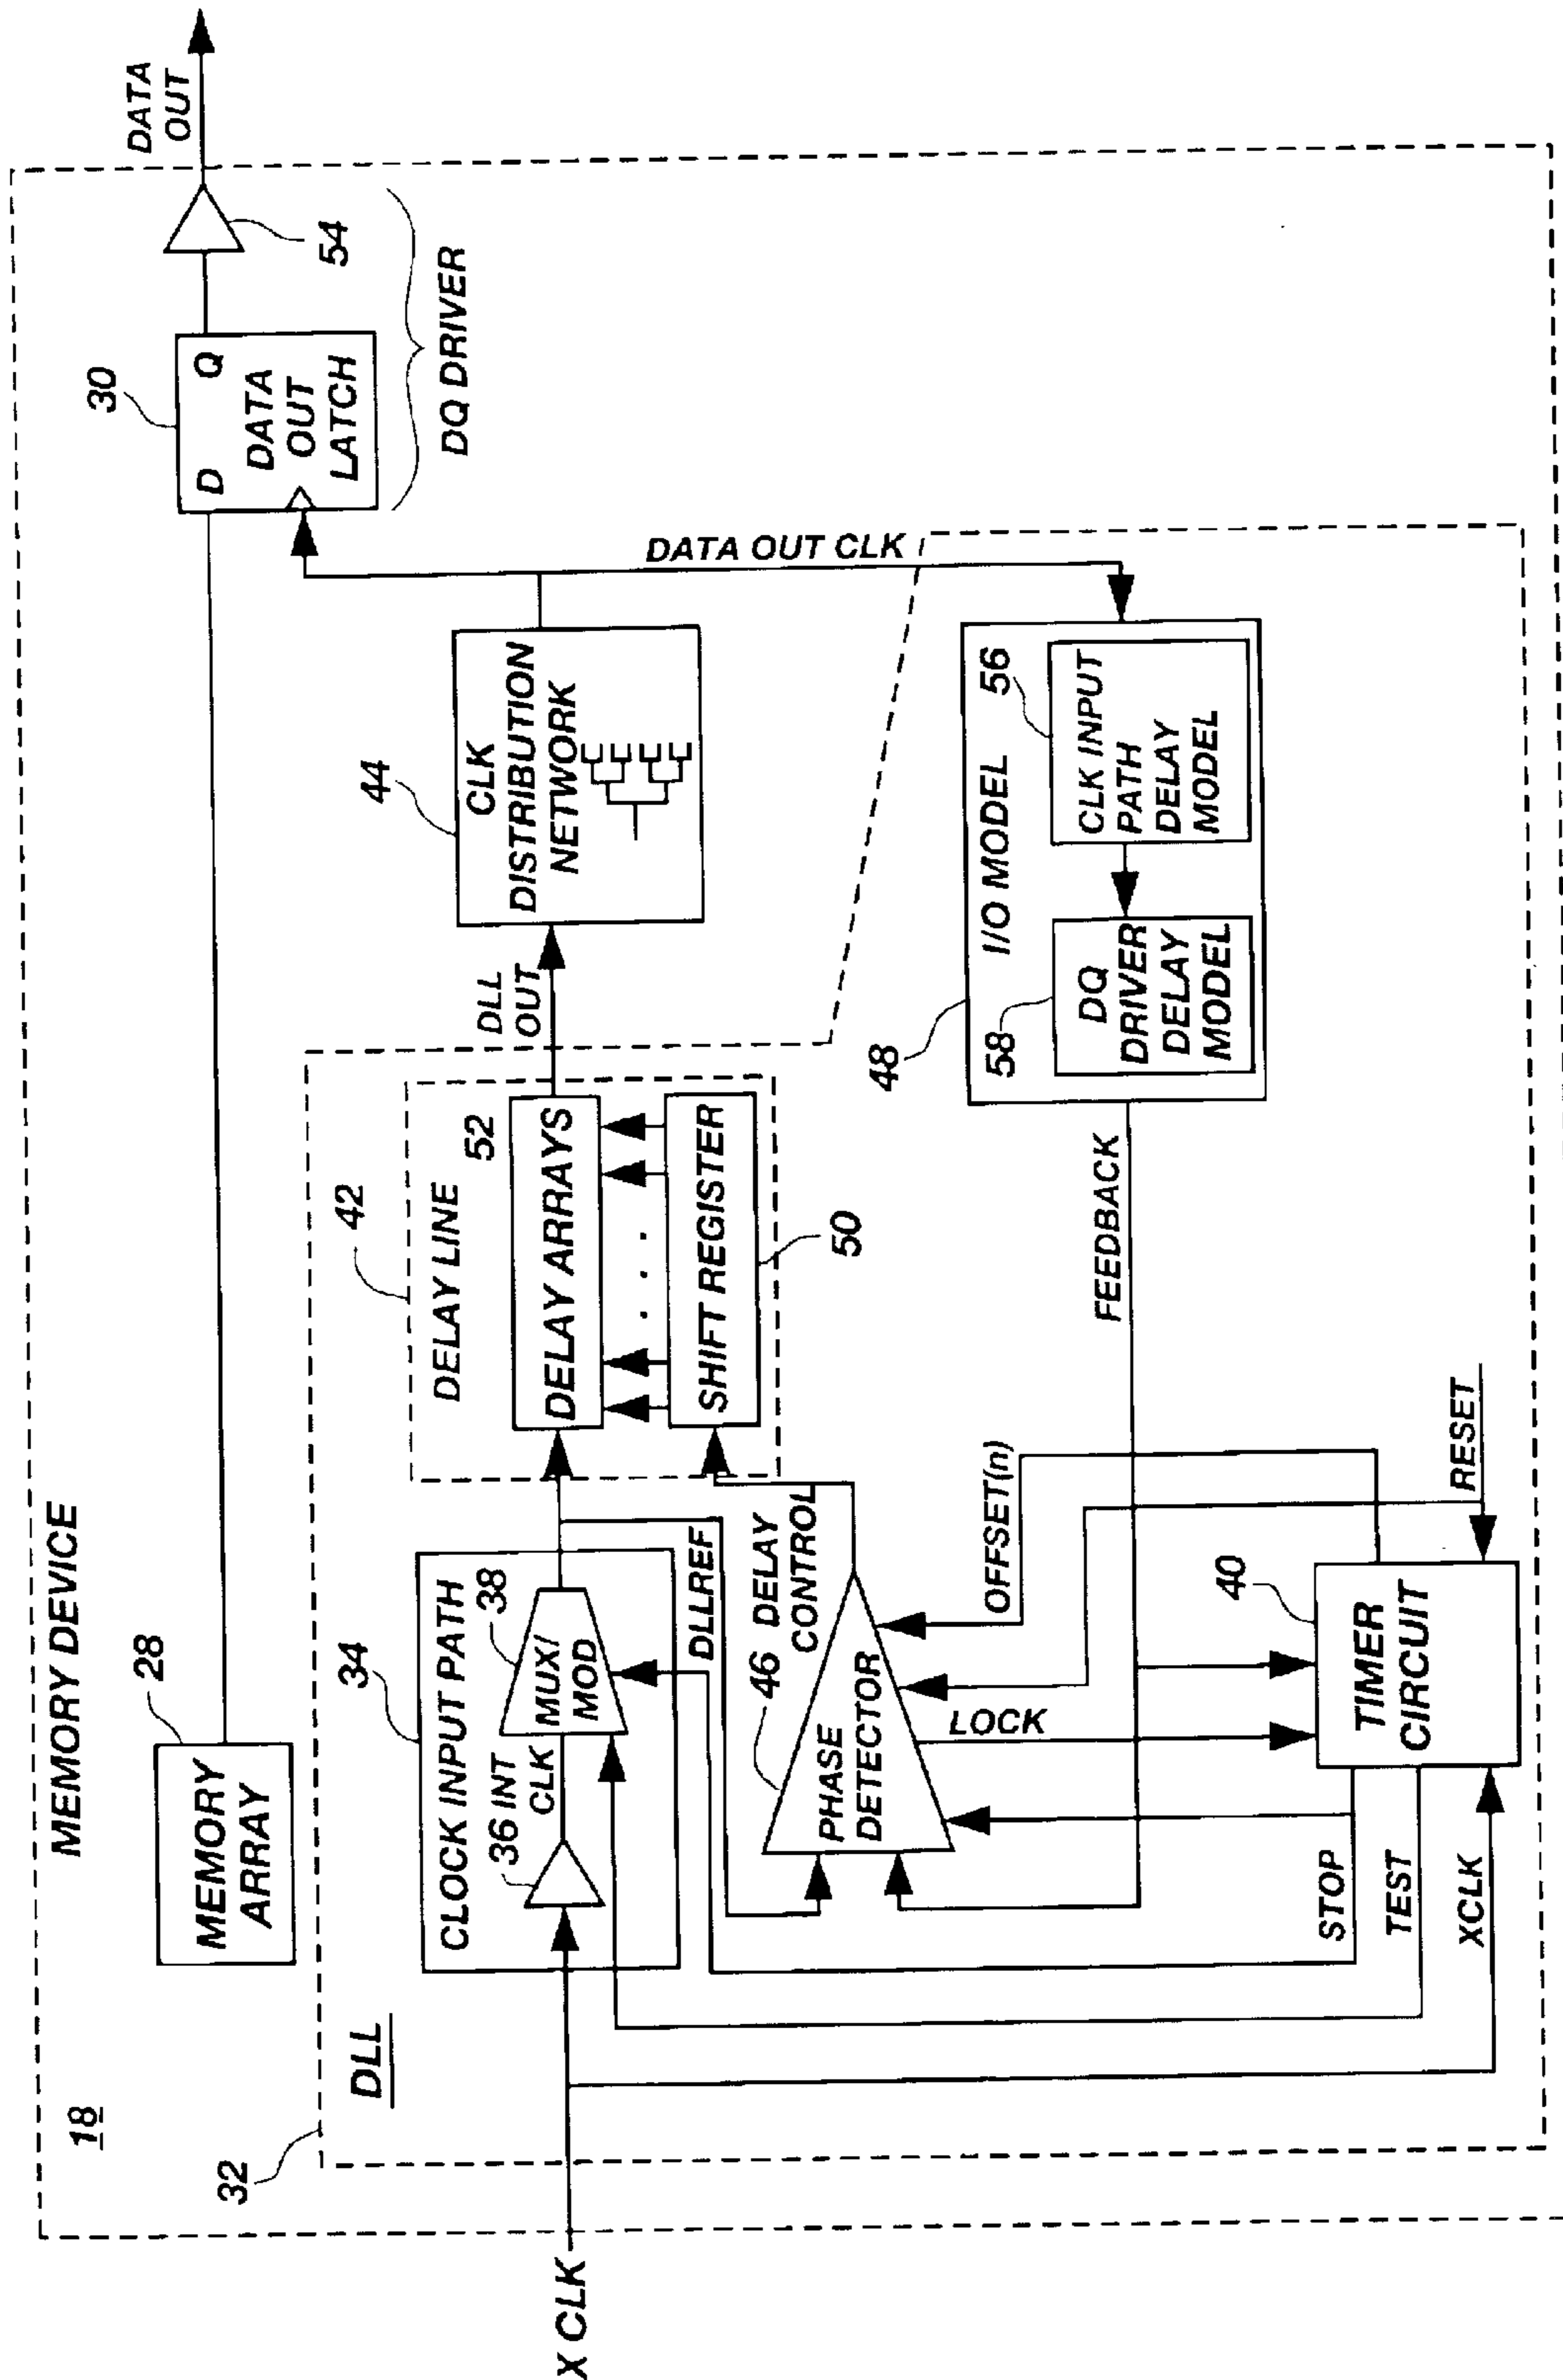 MEMORY DEVICE
18
28
MEMORY
ARRAY
30
D Q
DATA
OUT
LATCH
54
DATA
OUT
DQ DRIVER
32
DLL
X CLK
34
CLOCK INPUT PATH
36 INT
CLK
38
MUX/
MOD
DLLREF
42
DELAY LINE
52
DELAY ARRAYS
SHIFT REGISTER
50
DLL
OUT
44
CLK
DISTRIBUTION
NETWORK
DATA OUT CLK
46 DELAY
CONTROL
PHASE
DETECTOR
LOCK
OFFSET(n)
FEEDBACK
48
I/O MODEL
56
CLK INPUT
PATH
DELAY
MODEL
58
DQ
DRIVER
DELAY
MODEL
STOP
TEST
XCLK
40
TIMER
CIRCUIT
RESET